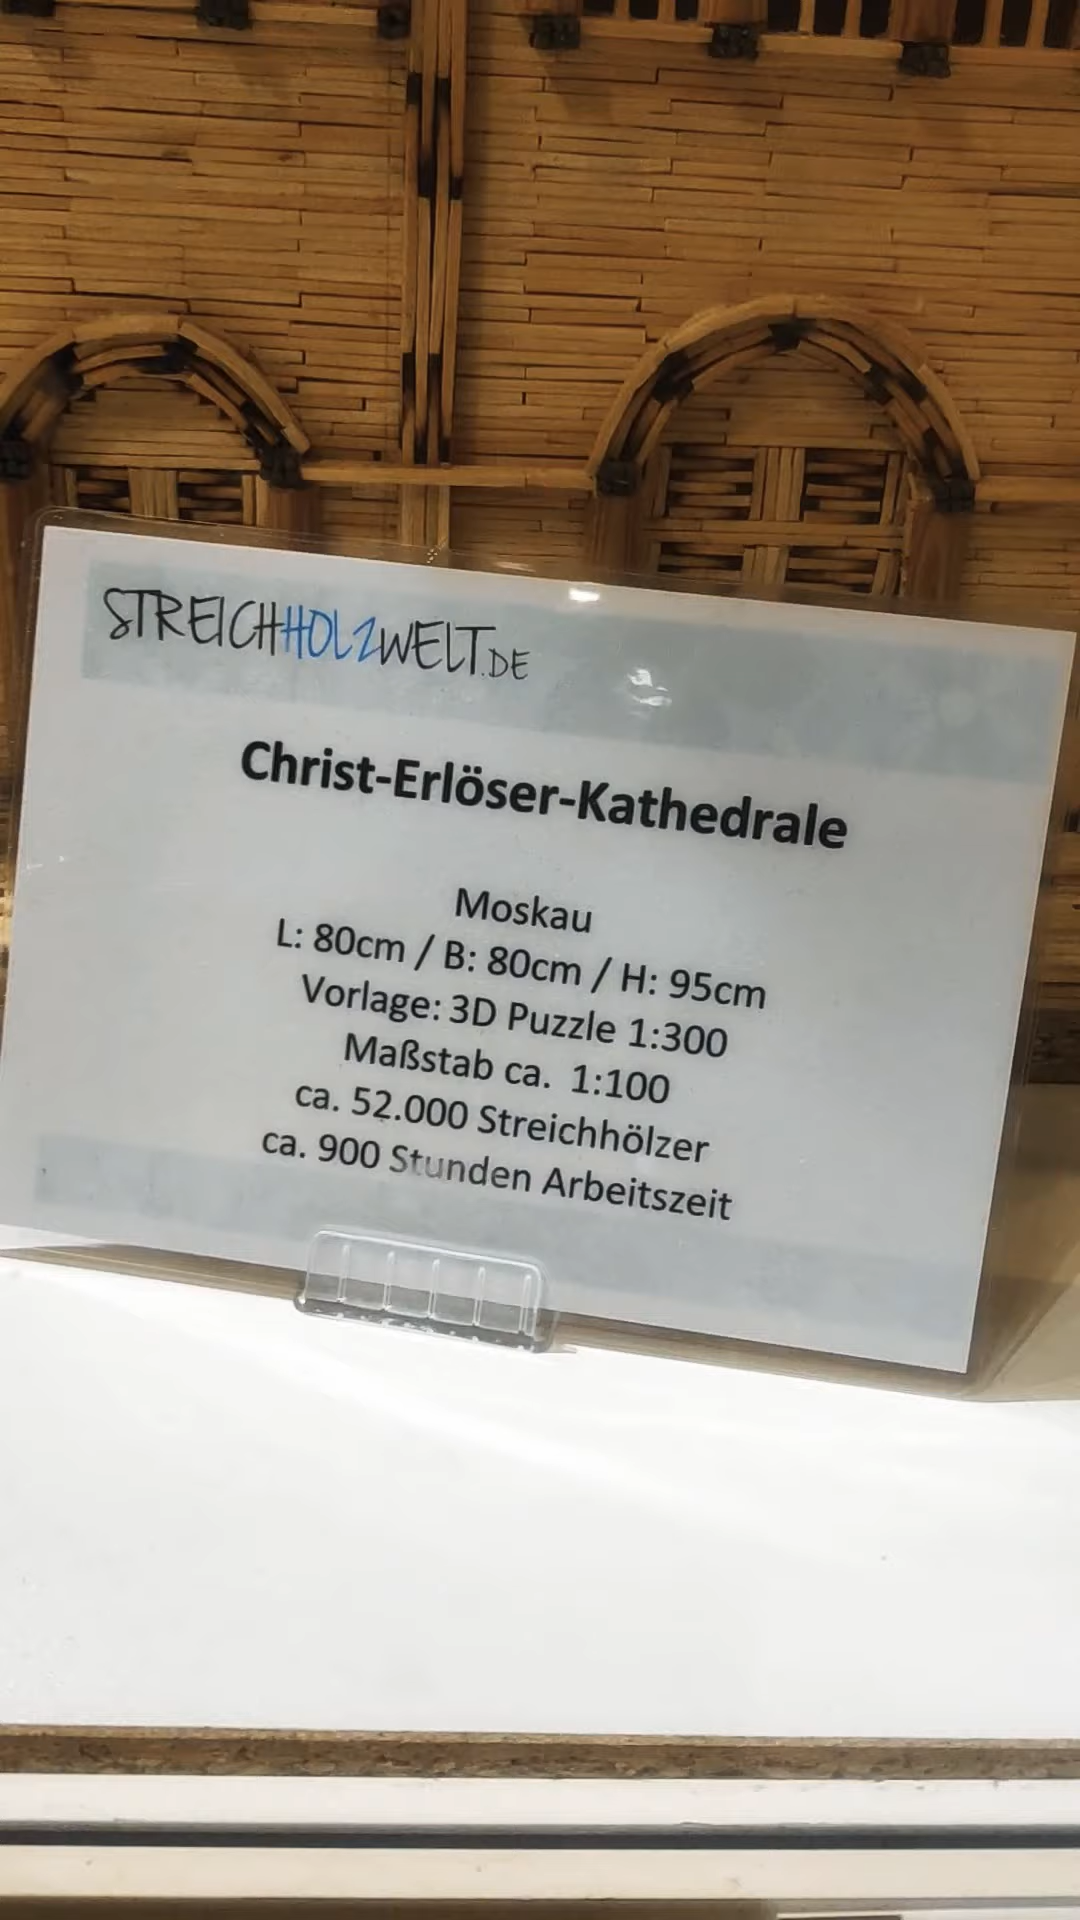 STREICHHOLZWELT.DE
Christ-Erlöser-Kathedrale
Moskau
L: 80cm / B: 80cm / H: 95cm
Vorlage: 3D Puzzle 1:300
Maßstab ca. 1:100
ca. 52.000 Streichhölzer
ca. 900 Stunden Arbeitszeit